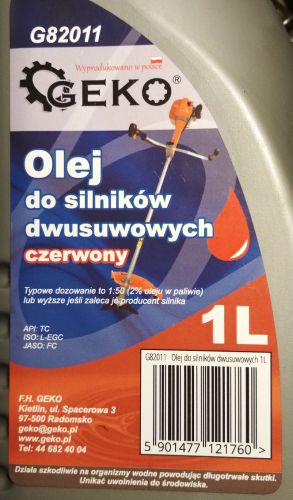 G82011
Wyprodukowano w Polsce
GEKO®
Olej
do silników
dwusuwowych
czerwony
Typowe dozowanie to 1:50 (2% oleju w paliwie)
lub wyższe jeśli zaleca je producent silnika
1L
API: TC
ISO: L-EGC
JASO: FC
G82011 Olej do silników dwusuwowych 1L
F.H. GEKO
Kietlin, ul. Spacerowa 3
97-500 Radomsko
geko@geko.pl
www.geko.pl
Tel: 44 682 40 04
5 901477 121760 >
Działa szkodliwie na organizmy wodne powodując długotrwałe skutki.
Unikać uwolnienia do środowiska.